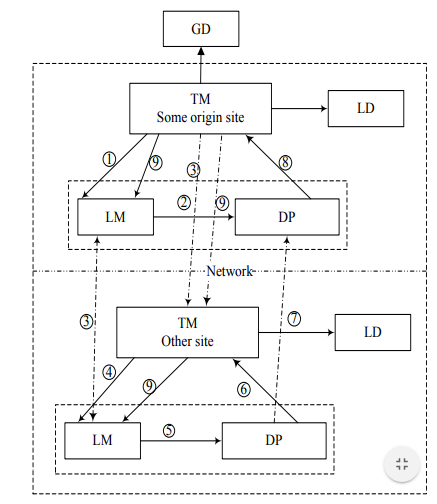 GD
TM
Some origin site
LD
① ⑨ ③ ⑧
② ⑨
LM
DP
Network
③ ⑦
TM
Other site
LD
④ ⑨ ⑥
⑤
LM
DP